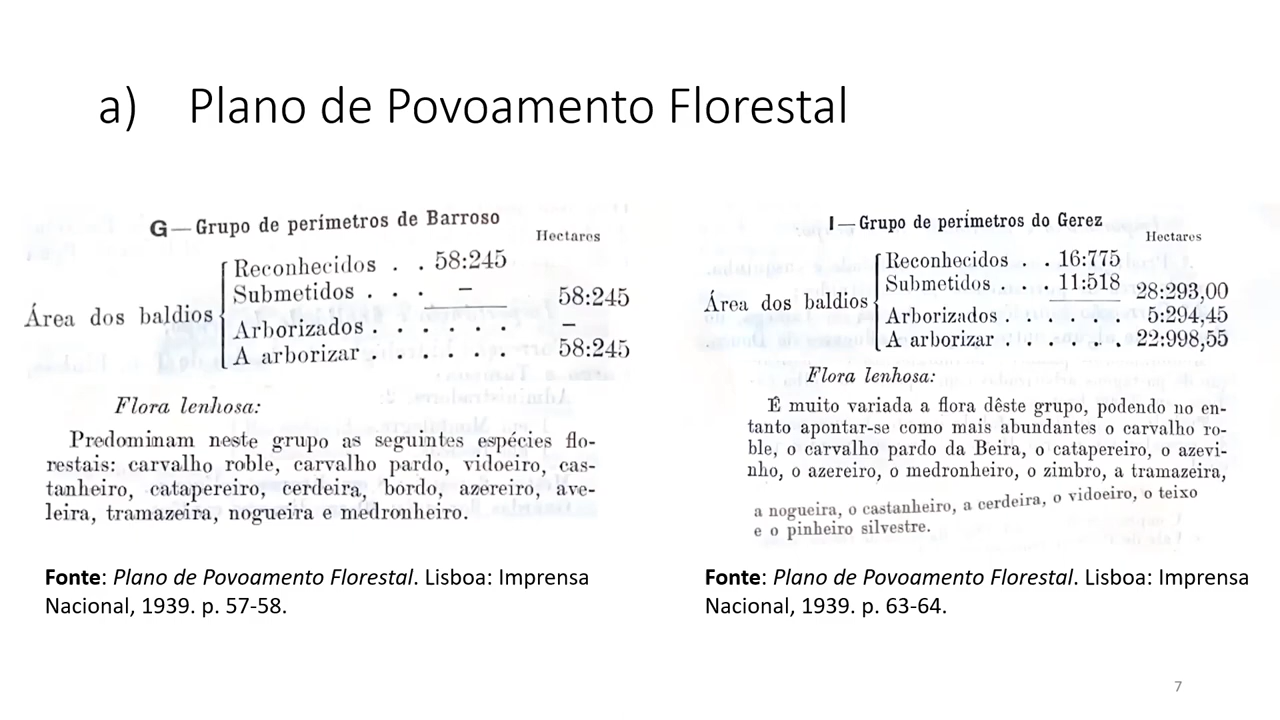 a) Plano de Povoamento Florestal
G—Grupo de perímetros de Barroso
Hectares
Área dos baldios
Reconhecidos . . 58:245
Submetidos . . . –
58:245
Arborizados . . . . . . –
A arborizar . . . . . . 58:245
Flora lenhosa:
Predominam neste grupo as seguintes espécies flo-
restais: carvalho roble, carvalho pardo, vidoeiro, cas-
tanheiro, catapereiro, cerdeira, bordo, azereiro, ave-
leira, tramazeira, nogueira e medronheiro.
Fonte: Plano de Povoamento Florestal. Lisboa: Imprensa
Nacional, 1939. p. 57-58.
I—Grupo de perímetros do Gerez
Hectares
Área dos baldios
Reconhecidos . . 16:775
Submetidos . . . 11:518
28:293,00
Arborizados . . . . . . 5:294,45
A arborizar . . . . . . 22:998,55
Flora lenhosa:
É muito variada a flora dêste grupo, podendo no en-
tanto apontar-se como mais abundantes o carvalho ro-
ble, o carvalho pardo da Beira, o catapereiro, o azevi-
nho, o azereiro, o medronheiro, o zimbro, a tramazeira,
a nogueira, o castanheiro, a cerdeira, o vidoeiro, o teixo
e o pinheiro silvestre.
Fonte: Plano de Povoamento Florestal. Lisboa: Imprensa
Nacional, 1939. p. 63-64.
7